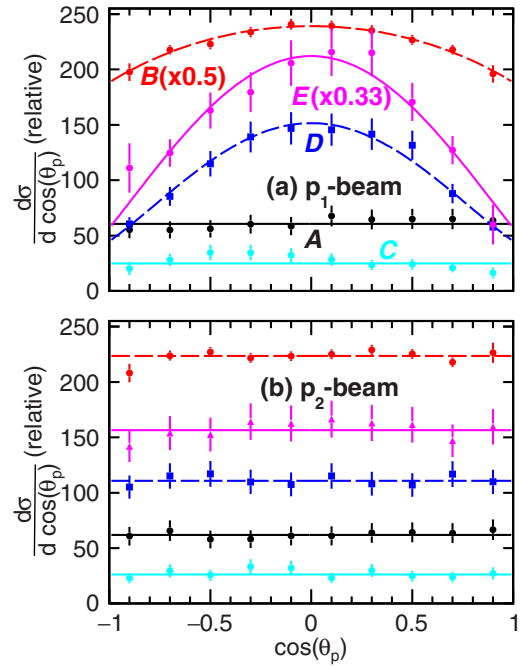 250
200
150
100
50
0
dσ
d cos(θp) (relative)
B(x0.5)
E(x0.33)
D
(a) p1-beam
A
C
250
200
150
100
50
0
dσ
d cos(θp) (relative)
(b) p2-beam
−1 −0.5 0 0.5 1
cos(θp)